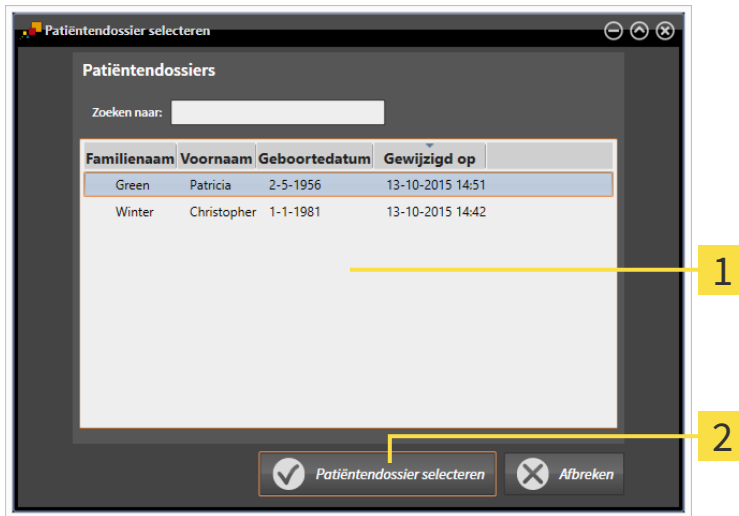 Patiëntendossier selecteren
Patiëntendossiers
Zoeken naar:
Familienaam Voornaam Geboortedatum Gewijzigd op
Green Patricia 2-5-1956 13-10-2015 14:51
Winter Christopher 1-1-1981 13-10-2015 14:42
1
2
Patiëntendossier selecteren Afbreken